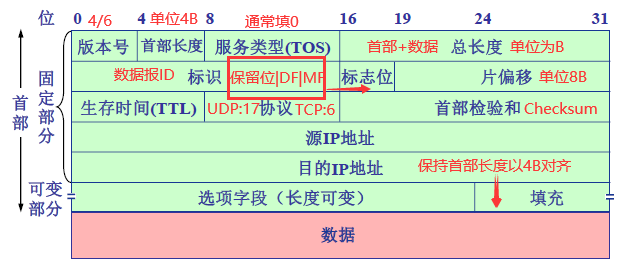 位 0 4/6 4 单位4B 8 通常填0 16 19 24 31
版本号 首部长度 服务类型(TOS) 首部+数据 总长度 单位为B
数据报ID 标识 保留位|DF|MF 标志位 片偏移 单位8B
生存时间(TTL) UDP:17协议TCP:6 首部检验和 Checksum
源IP地址
目的IP地址 保持首部长度以4B对齐
选项字段（长度可变） 填充
数据
首部
固定部分
可变部分